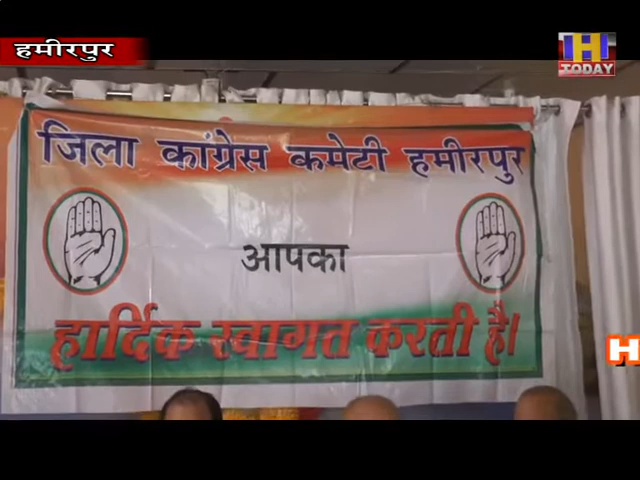 हमीरपुर
H TODAY
जिला कांग्रेस कमेटी हमीरपुर
आपका
हार्दिक स्वागत करती है।
H